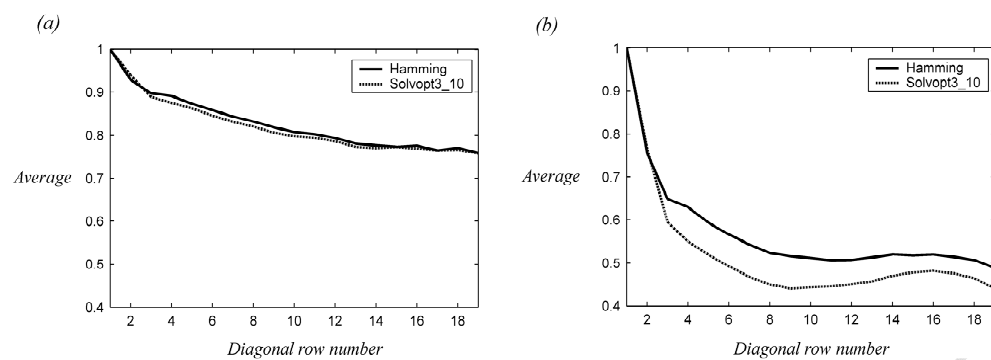 (a)
1
0.9
0.8
0.7
0.6
0.5
0.4
Average
2 4 6 8 10 12 14 16 18
Diagonal row number
Hamming
Solvopt3_10
(b)
1
0.9
0.8
0.7
0.6
0.5
0.4
Average
2 4 6 8 10 12 14 16 18
Diagonal row number
Hamming
Solvopt3_10